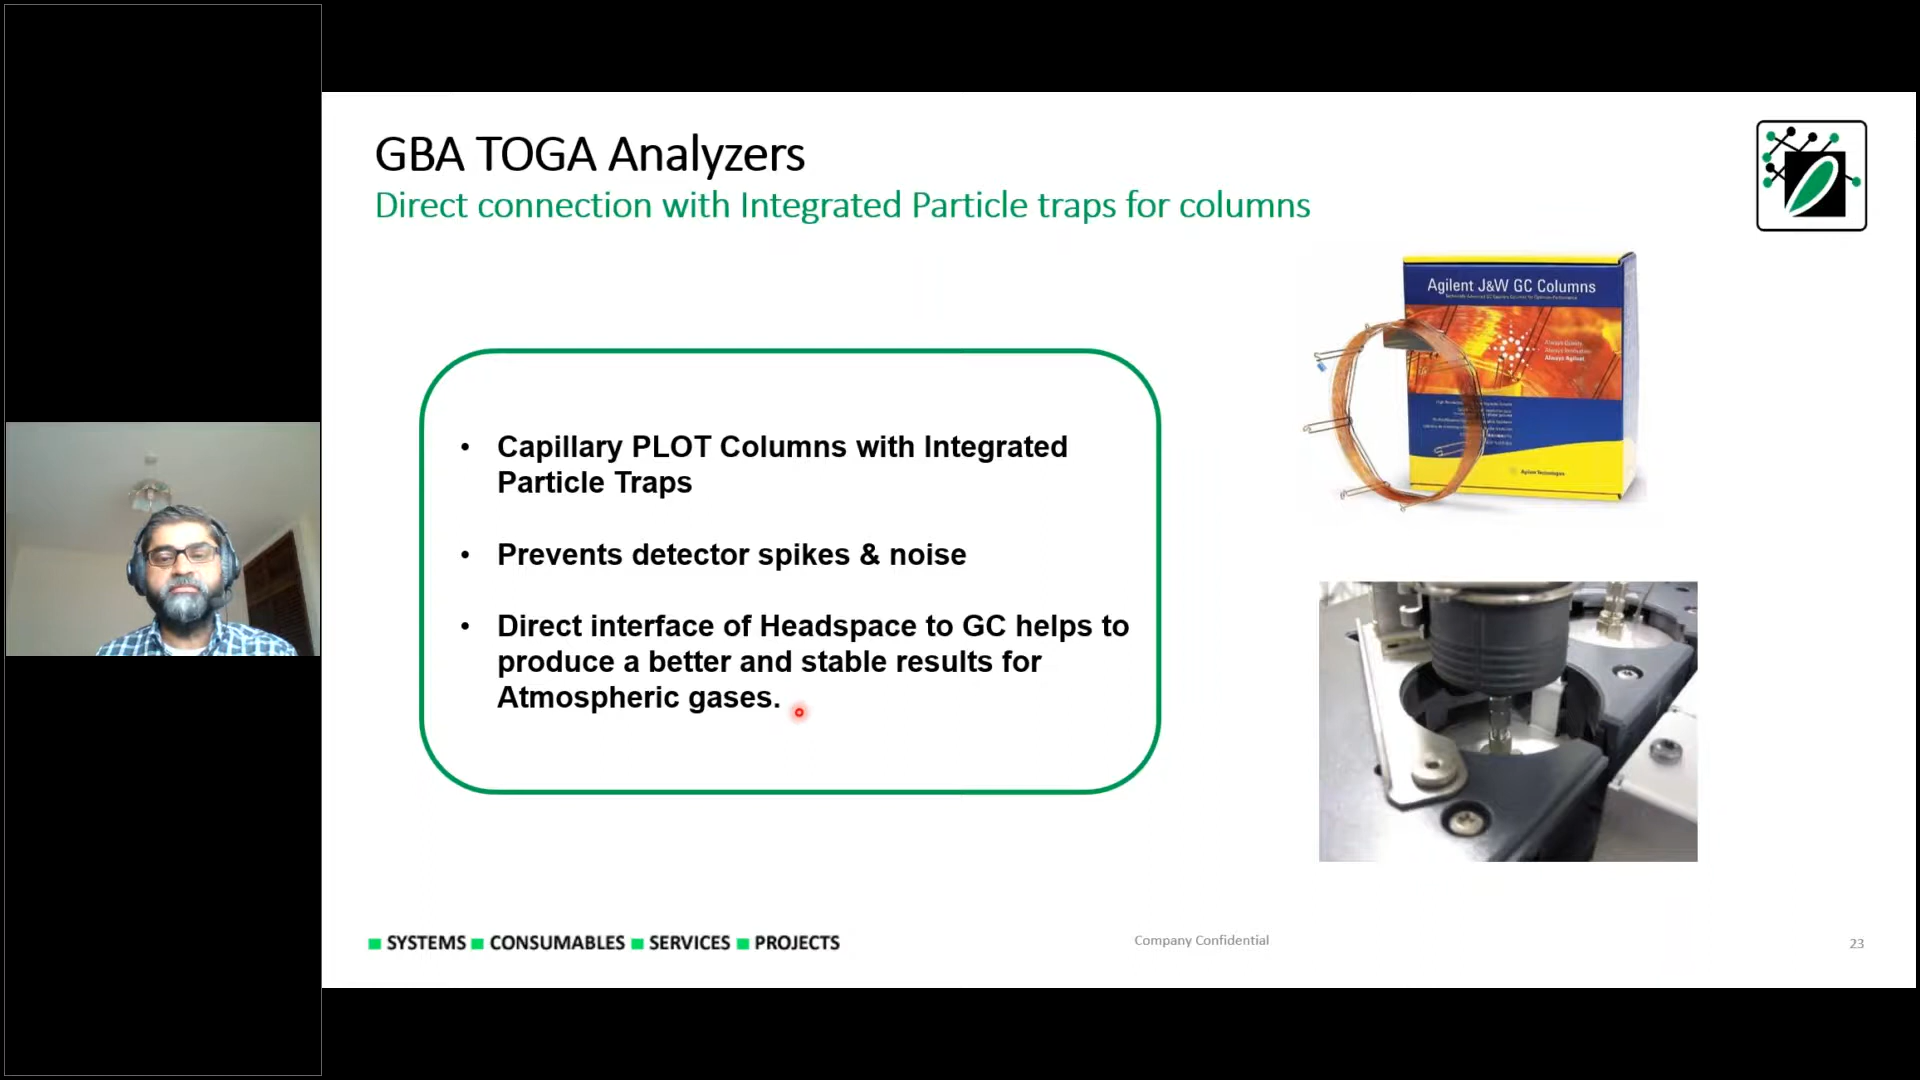 GBA TOGA Analyzers
Direct connection with Integrated Particle traps for columns
Agilent J&W GC Columns
• Capillary PLOT Columns with Integrated
Particle Traps
• Prevents detector spikes & noise
• Direct interface of Headspace to GC helps to
produce a better and stable results for
Atmospheric gases.
Agilent Technologies
SYSTEMS CONSUMABLES SERVICES PROJECTS
Company Confidential
23